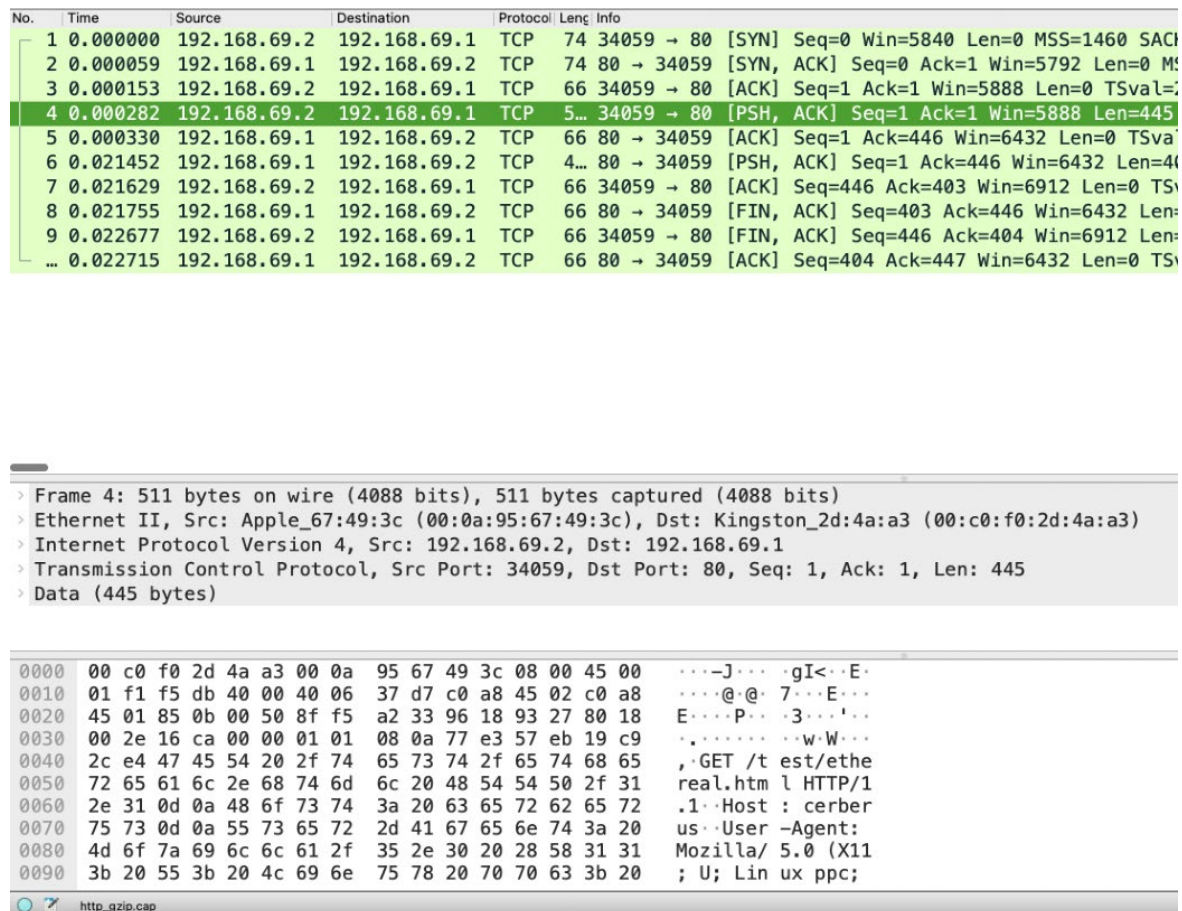 No. Time Source Destination Protocol Leng Info
1 0.000000 192.168.69.2 192.168.69.1 TCP 74 34059 → 80 [SYN] Seq=0 Win=5840 Len=0 MSS=1460 SACK
2 0.000059 192.168.69.1 192.168.69.2 TCP 74 80 → 34059 [SYN, ACK] Seq=0 Ack=1 Win=5792 Len=0 MS
3 0.000153 192.168.69.2 192.168.69.1 TCP 66 34059 → 80 [ACK] Seq=1 Ack=1 Win=5888 Len=0 TSval=2
4 0.000282 192.168.69.2 192.168.69.1 TCP 5… 34059 → 80 [PSH, ACK] Seq=1 Ack=1 Win=5888 Len=445
5 0.000330 192.168.69.1 192.168.69.2 TCP 66 80 → 34059 [ACK] Seq=1 Ack=446 Win=6432 Len=0 TSva
6 0.021452 192.168.69.1 192.168.69.2 TCP 4… 80 → 34059 [PSH, ACK] Seq=1 Ack=446 Win=6432 Len=40
7 0.021629 192.168.69.2 192.168.69.1 TCP 66 34059 → 80 [ACK] Seq=446 Ack=403 Win=6912 Len=0 TSv
8 0.021755 192.168.69.1 192.168.69.2 TCP 66 80 → 34059 [FIN, ACK] Seq=403 Ack=446 Win=6432 Len=
9 0.022677 192.168.69.2 192.168.69.1 TCP 66 34059 → 80 [FIN, ACK] Seq=446 Ack=404 Win=6912 Len=
… 0.022715 192.168.69.1 192.168.69.2 TCP 66 80 → 34059 [ACK] Seq=404 Ack=447 Win=6432 Len=0 TSv
Frame 4: 511 bytes on wire (4088 bits), 511 bytes captured (4088 bits)
Ethernet II, Src: Apple_67:49:3c (00:0a:95:67:49:3c), Dst: Kingston_2d:4a:a3 (00:c0:f0:2d:4a:a3)
Internet Protocol Version 4, Src: 192.168.69.2, Dst: 192.168.69.1
Transmission Control Protocol, Src Port: 34059, Dst Port: 80, Seq: 1, Ack: 1, Len: 445
Data (445 bytes)
0000 00 c0 f0 2d 4a a3 00 0a 95 67 49 3c 08 00 45 00 ···-J··· ·gI<··E·
0010 01 f1 f5 db 40 00 40 06 37 d7 c0 a8 45 02 c0 a8 ····@·@· 7···E···
0020 45 01 85 0b 00 50 8f f5 a2 33 96 18 93 27 80 18 E····P·· ·3···'··
0030 00 2e 16 ca 00 00 01 01 08 0a 77 e3 57 eb 19 c9 ·.······ ··w·W···
0040 2c e4 47 45 54 20 2f 74 65 73 74 2f 65 74 68 65 ,·GET /t est/ethe
0050 72 65 61 6c 2e 68 74 6d 6c 20 48 54 54 50 2f 31 real.htm l HTTP/1
0060 2e 31 0d 0a 48 6f 73 74 3a 20 63 65 72 62 65 72 .1··Host : cerber
0070 75 73 0d 0a 55 73 65 72 2d 41 67 65 6e 74 3a 20 us··User -Agent:
0080 4d 6f 7a 69 6c 6c 61 2f 35 2e 30 20 28 58 31 31 Mozilla/ 5.0 (X11
0090 3b 20 55 3b 20 4c 69 6e 75 78 20 70 70 63 3b 20 ; U; Lin ux ppc;
http_gzip.cap